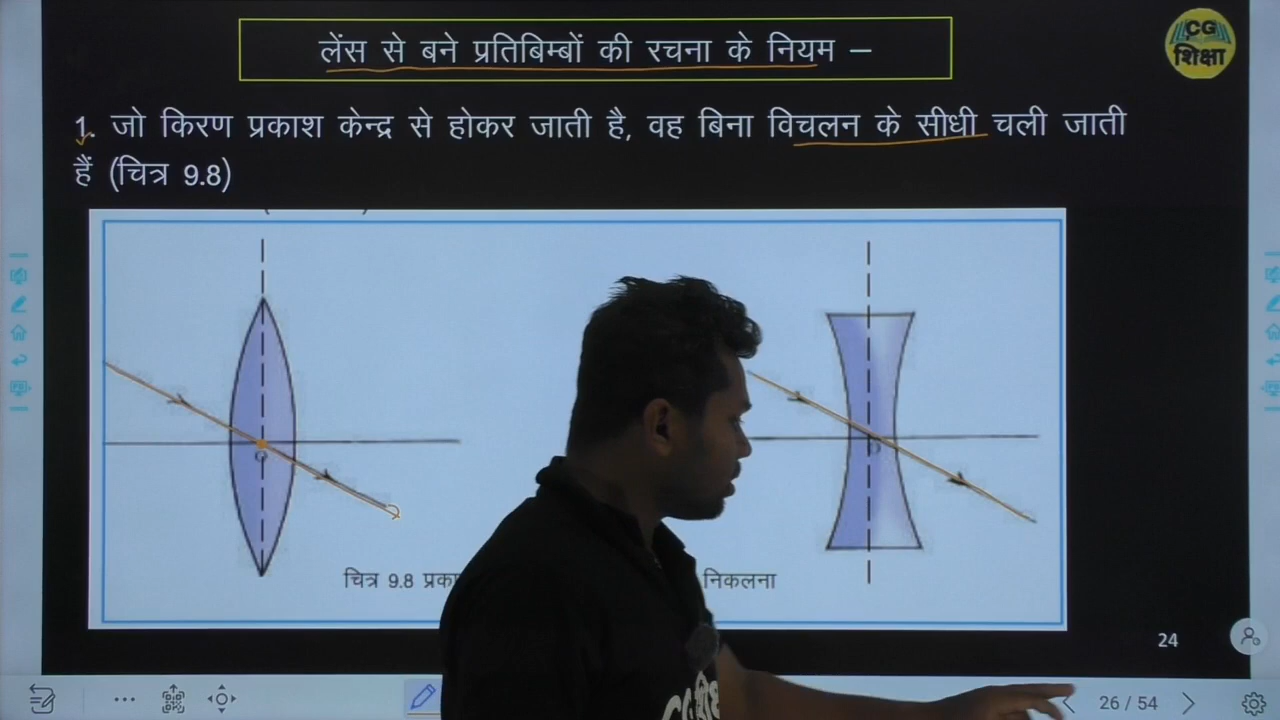 लेंस से बने प्रतिबिम्बों की रचना के नियम –
CG
शिक्षा
1. जो किरण प्रकाश केन्द्र से होकर जाती है, वह बिना विचलन के सीधी चली जाती
हैं (चित्र 9.8)
चित्र 9.8 निकलना
24
26 / 54
CG